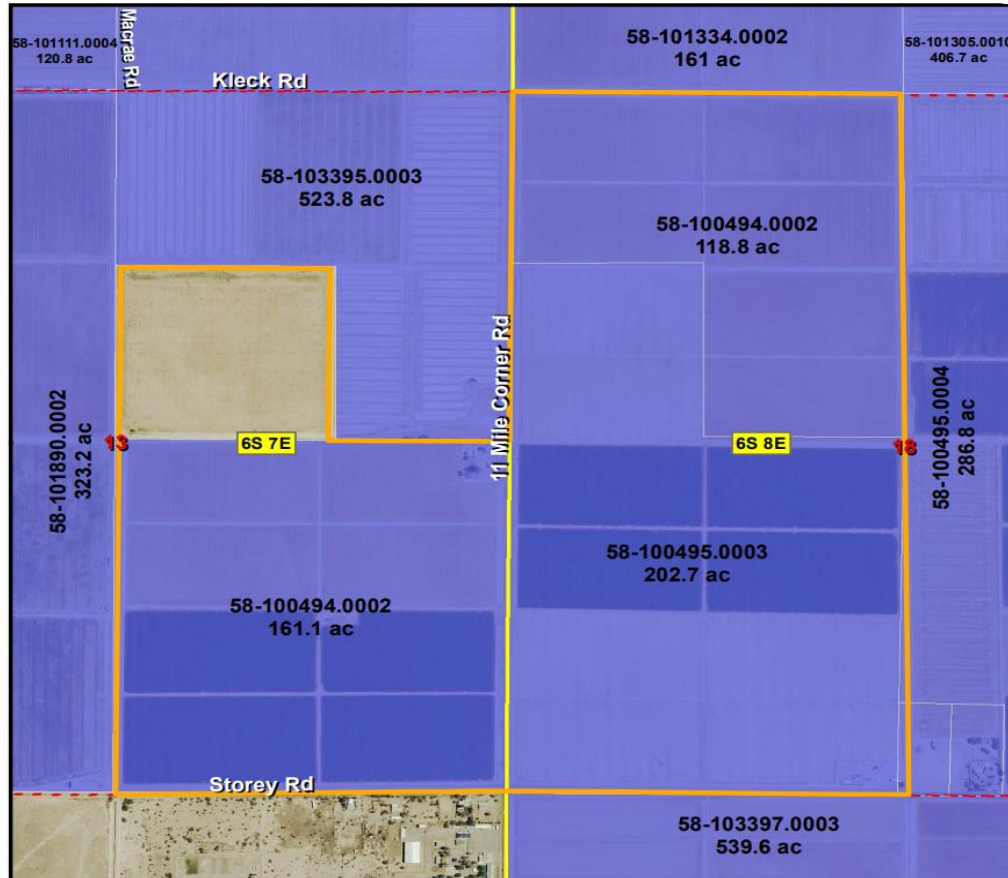 58-101111.0004
120.8 ac
Macrae Rd
58-101334.0002
161 ac
58-101305.0010
406.7 ac
Kleck Rd
58-103395.0003
523.8 ac
58-100494.0002
118.8 ac
11 Mile Corner Rd
58-101890.0002
323.2 ac
13
6S 7E
6S 8E
18
58-100495.0004
286.8 ac
58-100495.0003
202.7 ac
58-100494.0002
161.1 ac
Storey Rd
58-103397.0003
539.6 ac